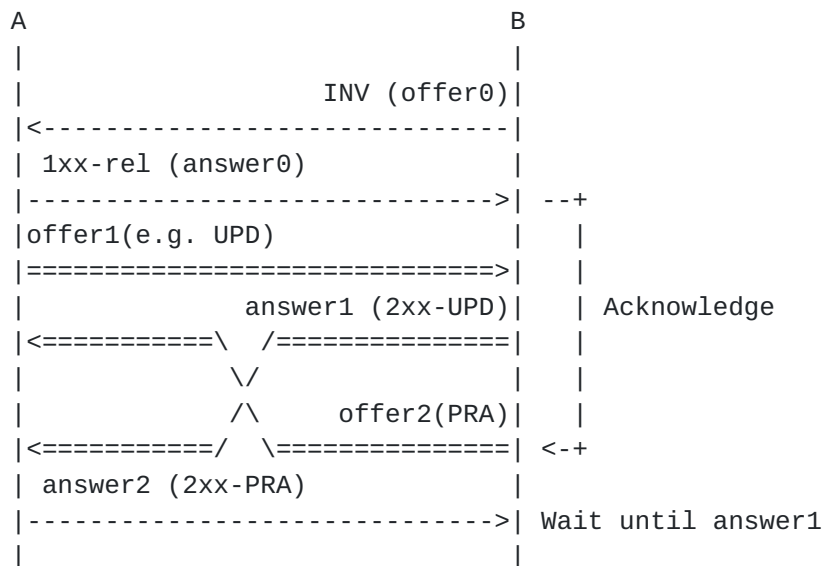 A                             B
|                             |
|                  INV (offer0)|
|<-----------------------------|
| 1xx-rel (answer0)            |
|----------------------------->| --+
|offer1(e.g. UPD)              |   |
|=============================>|   |
|             answer1 (2xx-UPD)|   | Acknowledge
|<===========\  /==============|   |
|             \/               |   |
|             /\    offer2(PRA)|   |
|<===========/  \==============| <-+
| answer2 (2xx-PRA)            |
|----------------------------->| Wait until answer1
|                              |